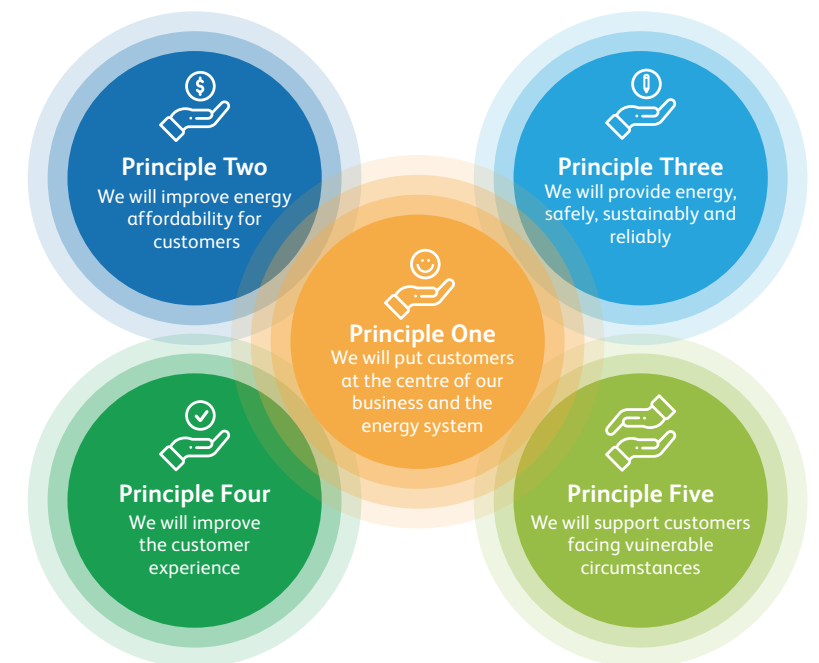 Principle Two
We will improve energy
affordability for
customers
Principle Three
We will provide energy,
safely, sustainably and
reliably
Principle One
We will put customers
at the centre of our
business and the
energy system
Principle Four
We will improve
the customer
experience
Principle Five
We will support customers
facing vuinerable
circumstances